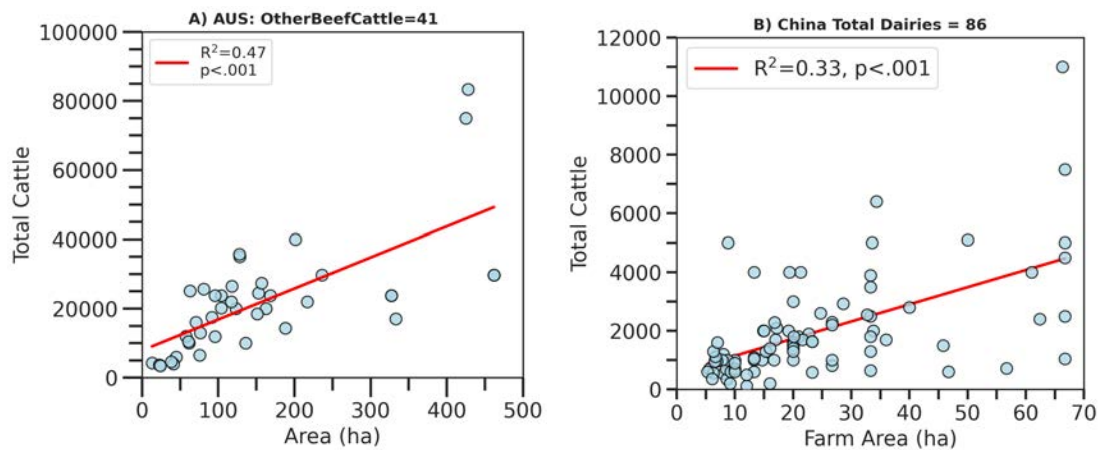 A) AUS: OtherBeefCattle=41
100000
80000
60000
40000
20000
0
Total Cattle
R²=0.47
p<.001
0 100 200 300 400 500
Area (ha)
B) China Total Dairies = 86
12000
10000
8000
6000
4000
2000
0
Total Cattle
R²=0.33, p<.001
0 10 20 30 40 50 60 70
Farm Area (ha)